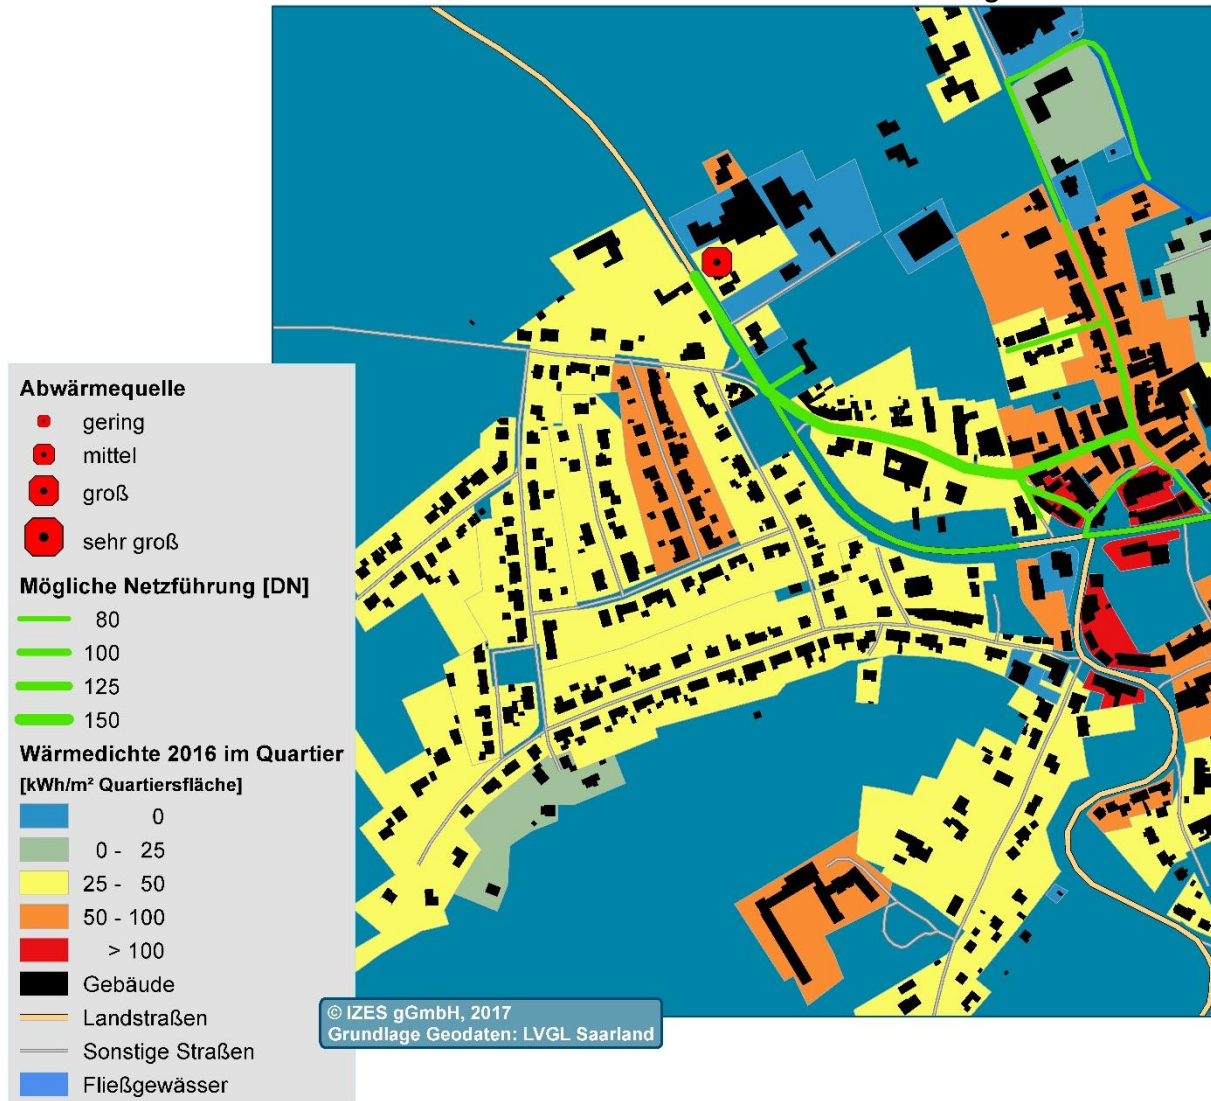 Abwärmequelle
gering
mittel
groß
sehr groß
Mögliche Netzführung [DN]
80
100
125
150
Wärmedichte 2016 im Quartier
[kWh/m² Quartiersfläche]
0
0 - 25
25 - 50
50 - 100
> 100
Gebäude
Landstraßen
Sonstige Straßen
Fließgewässer
© IZES gGmbH, 2017
Grundlage Geodaten: LVGL Saarland